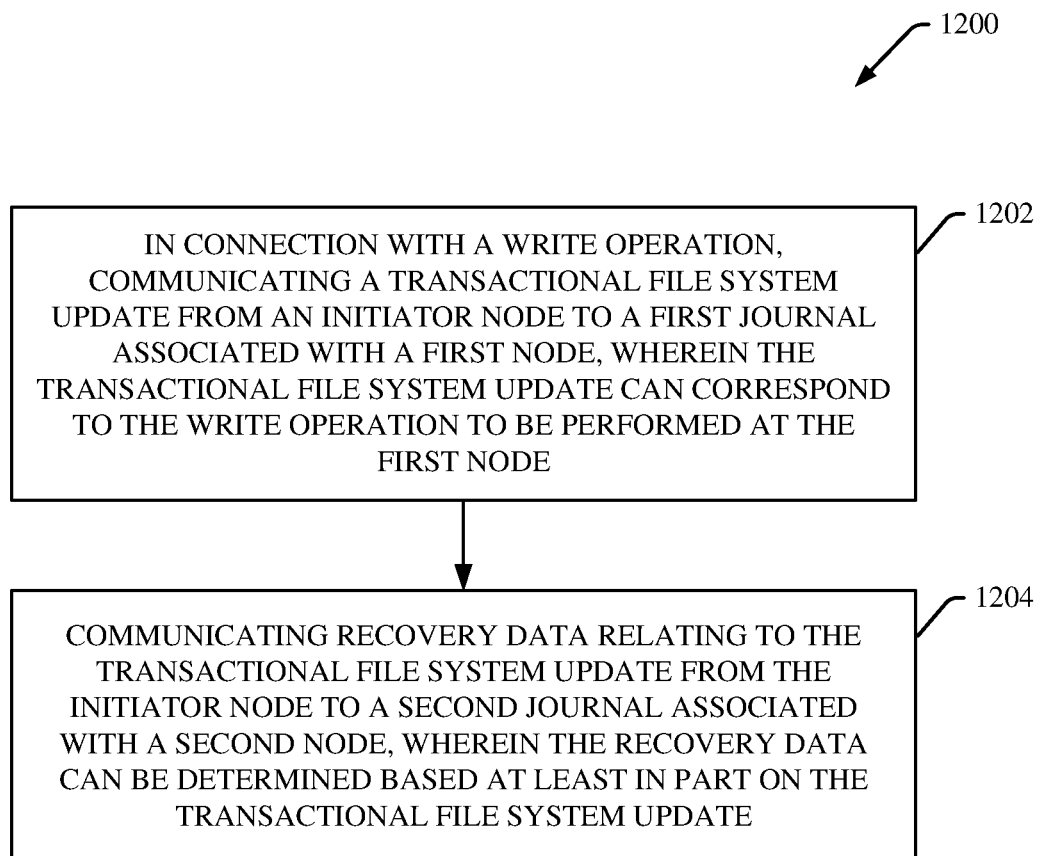 1200
1202
IN CONNECTION WITH A WRITE OPERATION,
COMMUNICATING A TRANSACTIONAL FILE SYSTEM
UPDATE FROM AN INITIATOR NODE TO A FIRST JOURNAL
ASSOCIATED WITH A FIRST NODE, WHEREIN THE
TRANSACTIONAL FILE SYSTEM UPDATE CAN CORRESPOND
TO THE WRITE OPERATION TO BE PERFORMED AT THE
FIRST NODE
1204
COMMUNICATING RECOVERY DATA RELATING TO THE
TRANSACTIONAL FILE SYSTEM UPDATE FROM THE
INITIATOR NODE TO A SECOND JOURNAL ASSOCIATED
WITH A SECOND NODE, WHEREIN THE RECOVERY DATA
CAN BE DETERMINED BASED AT LEAST IN PART ON THE
TRANSACTIONAL FILE SYSTEM UPDATE